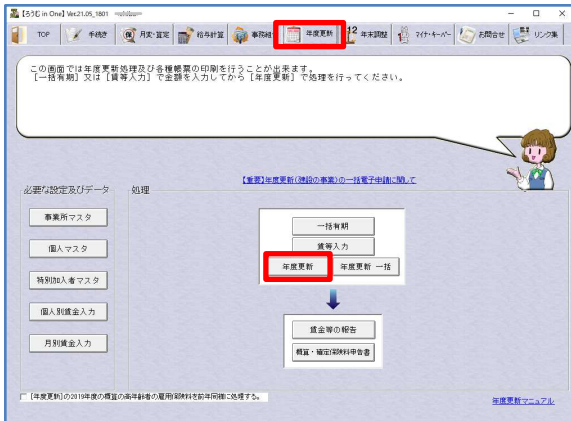 [ろうむ in One] Ver.21.05_1801
TOP
手続き
月変・算定
給与計算
事務組合
年度更新
12 年末調整
マイナ・キーパー
お問合せ
リンク集
この画面では年度更新処理及び各種帳票の印刷を行うことが出来ます。
[一括有期] 又は [賃等入力] で金額を入力してから [年度更新] で処理を行ってください。
【重要】年度更新(建設の事業)の一括電子申請に関して
必要な設定及びデータ
処理
事業所マスタ
個人マスタ
特別加入者マスタ
個人別賃金入力
月別賃金入力
一括有期
賃等入力
年度更新
年度更新 一括
賃金等の報告
概算・確定保険料申告書
[年度更新]の2019年度の概算の高年齢者の雇用保険料を前年同様に処理する。
年度更新マニュアル